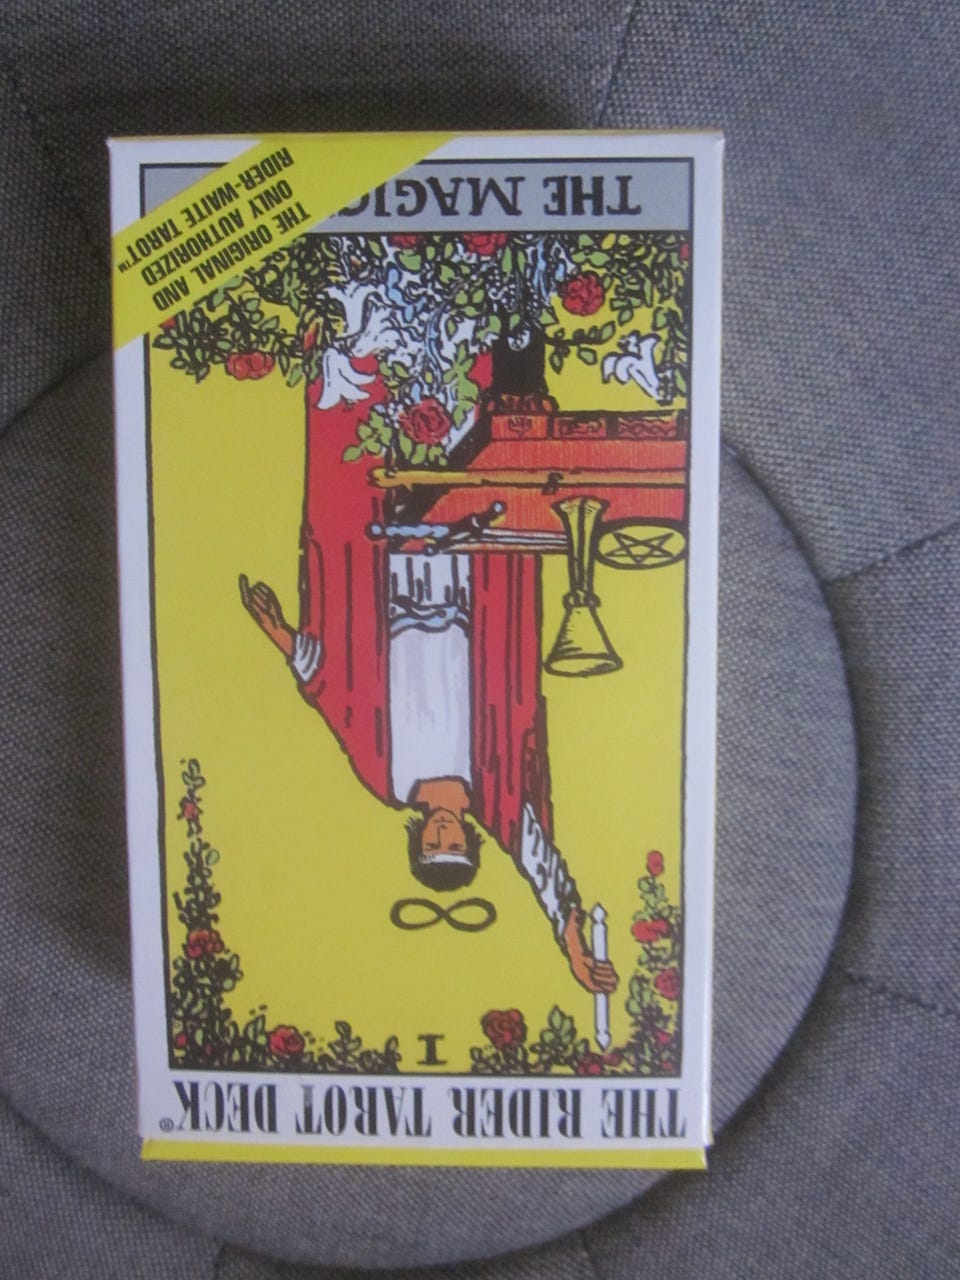 THE RIDER TAROT DECK®
I
THE MAGIC
THE ORIGINAL AND
ONLY AUTHORIZED
RIDER-WAITE TAROT™